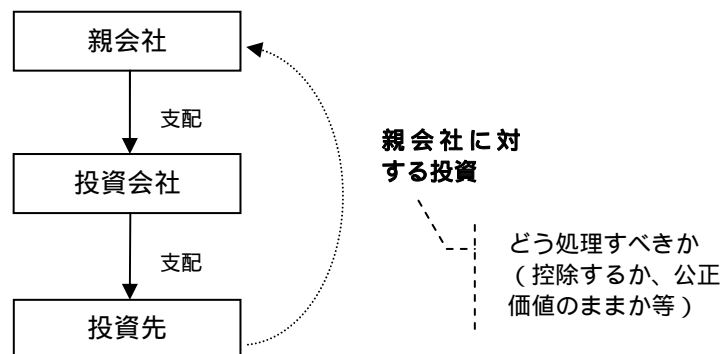 親会社
支配
親会社に対
する投資
投資会社
どう処理すべきか
（控除するか、公正
価値のままか等）
支配
投資先